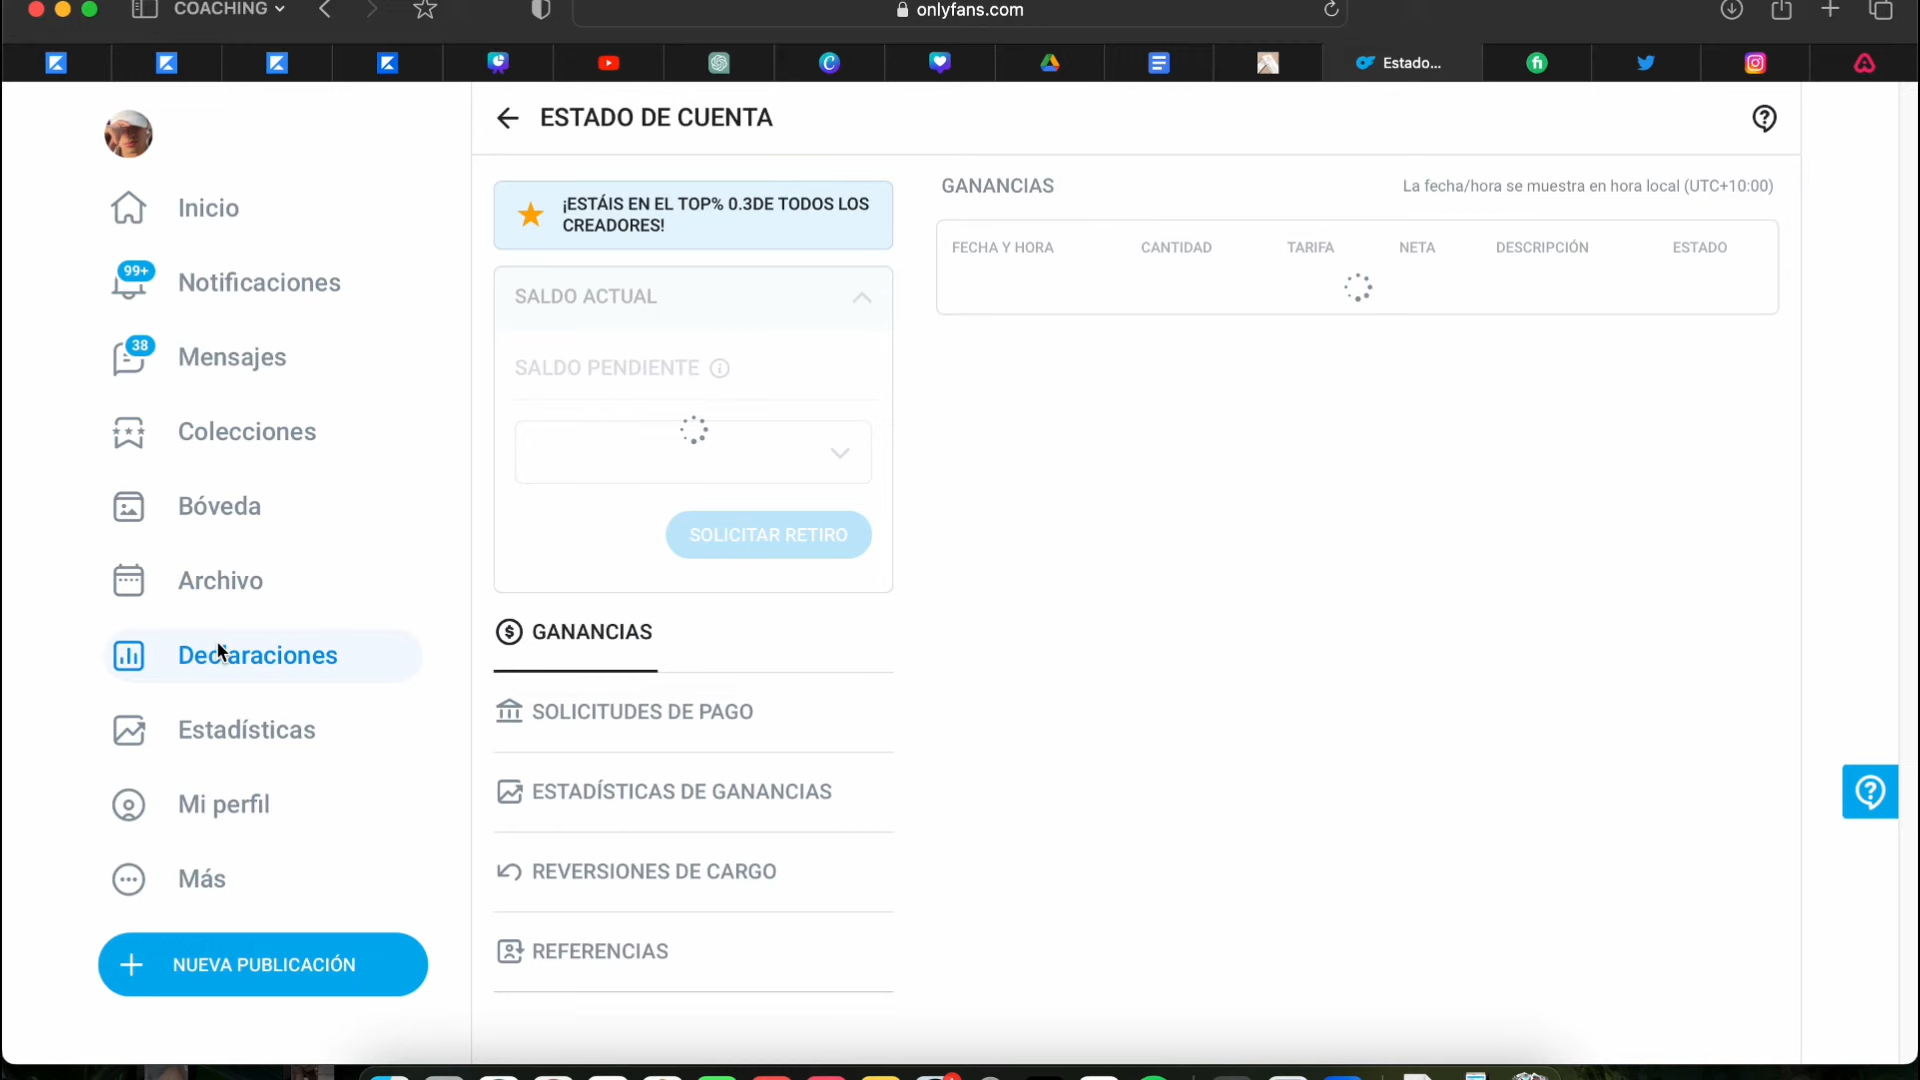 COACHING
onlyfans.com
Estado...
ESTADO DE CUENTA
Inicio
99+
Notificaciones
38
Mensajes
Colecciones
Bóveda
Archivo
Declaraciones
Estadísticas
Mi perfil
Más
NUEVA PUBLICACIÓN
¡ESTÁIS EN EL TOP% 0.3DE TODOS LOS
CREADORES!
SALDO ACTUAL
SALDO PENDIENTE
SOLICITAR RETIRO
GANANCIAS
SOLICITUDES DE PAGO
ESTADÍSTICAS DE GANANCIAS
REVERSIONES DE CARGO
REFERENCIAS
GANANCIAS
La fecha/hora se muestra en hora local (UTC+10:00)
FECHA Y HORA CANTIDAD TARIFA NETA DESCRIPCIÓN ESTADO